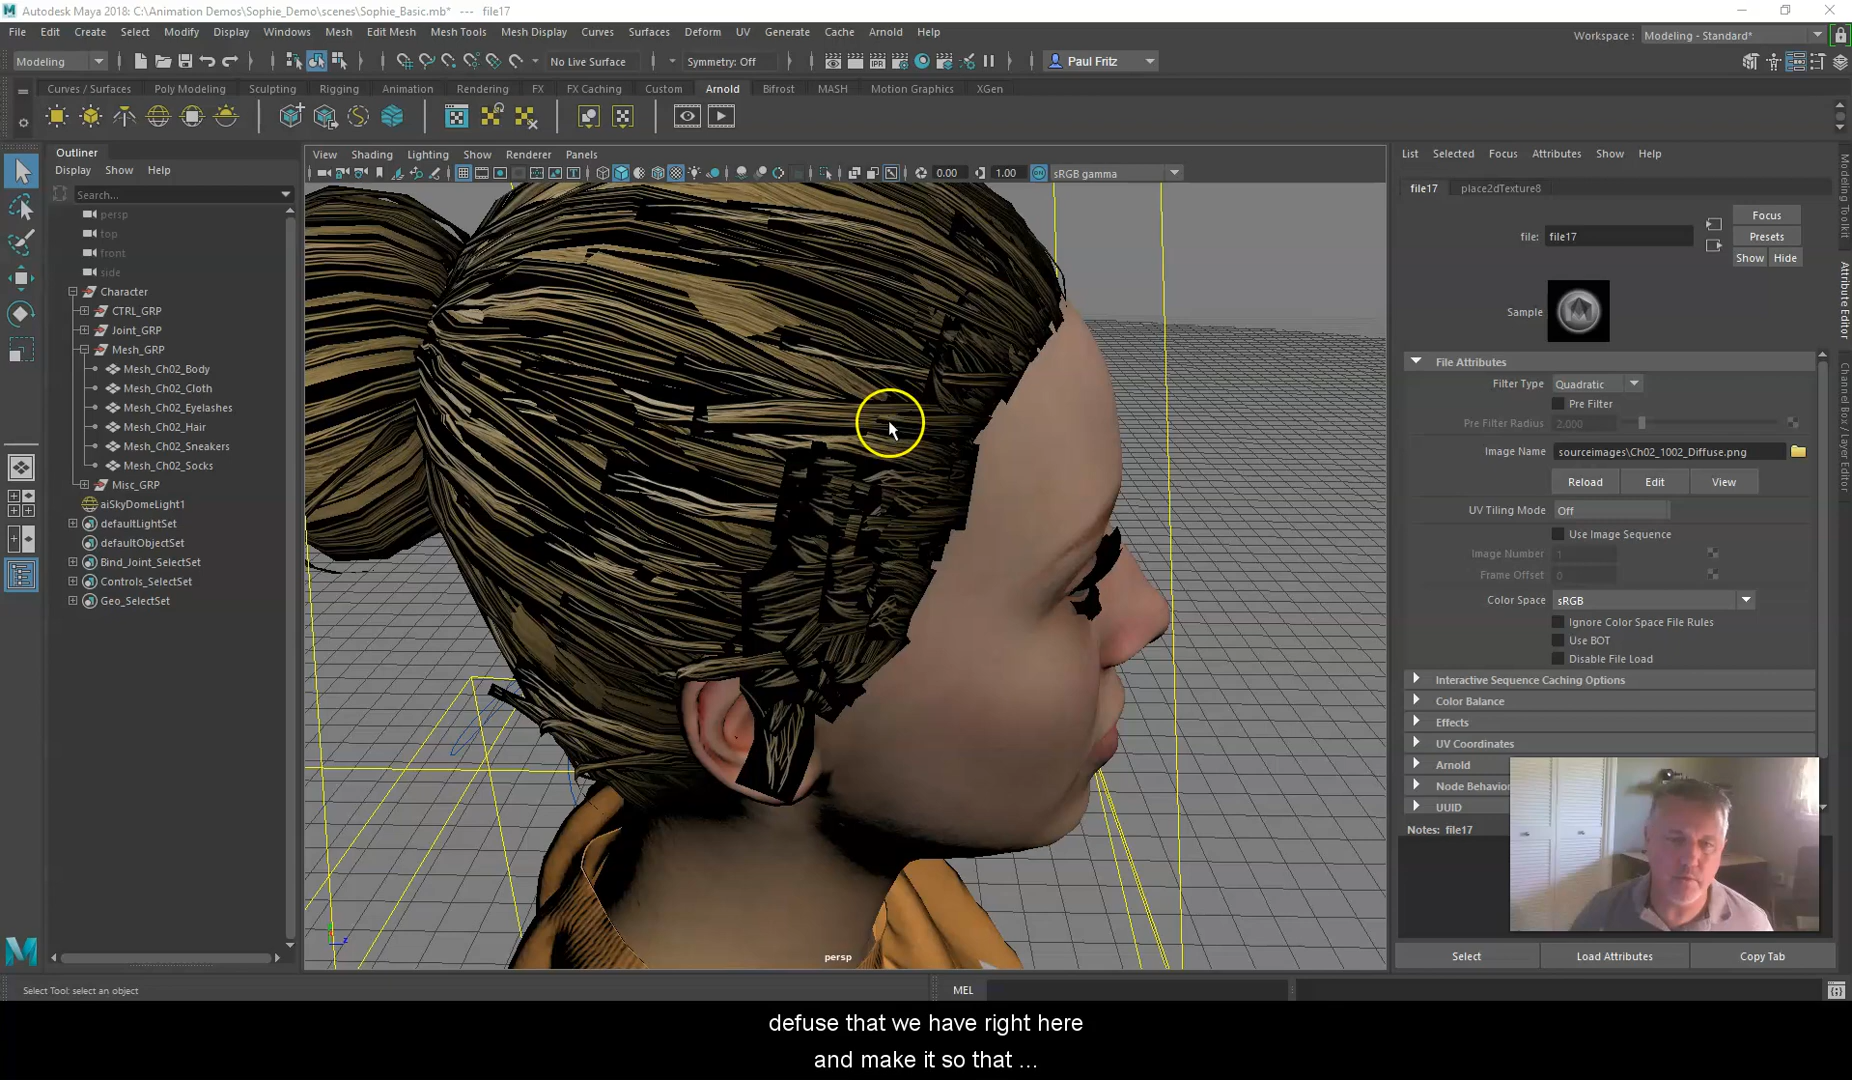 Autodesk Maya 2018: C:\Animation Demos\Sophie_Demo\scenes\Sophie_Basic.mb* --- file17
File Edit Create Select Modify Display Windows Mesh Edit Mesh Mesh Tools Mesh Display Curves Surfaces Deform UV Generate Cache Arnold Help
Workspace : Modeling - Standard*
Modeling No Live Surface Symmetry: Off Paul Fritz
Curves / Surfaces Poly Modeling Sculpting Rigging Animation Rendering FX FX Caching Custom Arnold Bifrost MASH Motion Graphics XGen
Outliner
Display Show Help
Search...
persp
top
front
side
Character
CTRL_GRP
Joint_GRP
Mesh_GRP
Mesh_Ch02_Body
Mesh_Ch02_Cloth
Mesh_Ch02_Eyelashes
Mesh_Ch02_Hair
Mesh_Ch02_Sneakers
Mesh_Ch02_Socks
Misc_GRP
aiSkyDomeLight1
defaultLightSet
defaultObjectSet
Bind_Joint_SelectSet
Controls_SelectSet
Geo_SelectSet
View Shading Lighting Show Renderer Panels
0.00 1.00 sRGB gamma
persp
List Selected Focus Attributes Show Help
file17 place2dTexture8
file: file17
Focus
Presets
Show Hide
Sample
File Attributes
Filter Type Quadratic
Pre Filter
Pre Filter Radius 2.000
Image Name sourceimages\Ch02_1002_Diffuse.png
Reload Edit View
UV Tiling Mode Off
Use Image Sequence
Image Number 1
Frame Offset 0
Color Space sRGB
Ignore Color Space File Rules
Use BOT
Disable File Load
Interactive Sequence Caching Options
Color Balance
Effects
UV Coordinates
Arnold
Node Behavior
UUID
Notes: file17
Select Load Attributes Copy Tab
Modeling Toolkit
Attribute Editor
Channel Box / Layer Editor
Select Tool: select an object
MEL
defuse that we have right here
and make it so that ...